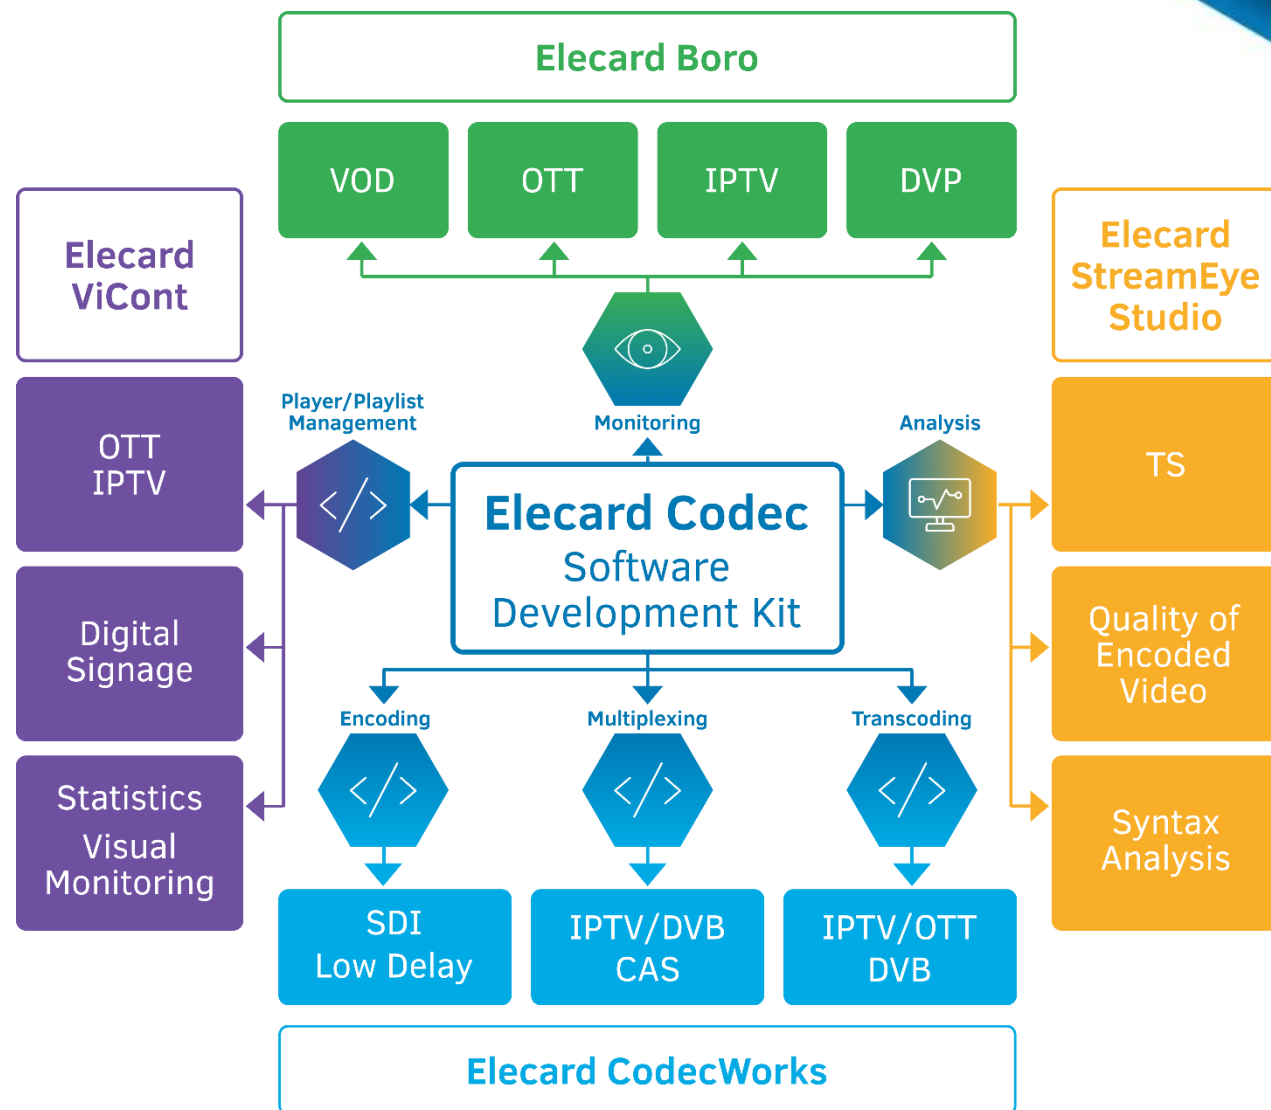 Elecard Boro
VOD
OTT
IPTV
DVP
Elecard
ViCont
OTT
IPTV
Digital
Signage
Statistics
Visual
Monitoring
Player/Playlist
Management
Monitoring
Analysis
Elecard Codec
Software
Development Kit
Encoding
Multiplexing
Transcoding
SDI
Low Delay
IPTV/DVB
CAS
IPTV/OTT
DVB
Elecard CodecWorks
Elecard
StreamEye
Studio
TS
Quality of
Encoded
Video
Syntax
Analysis